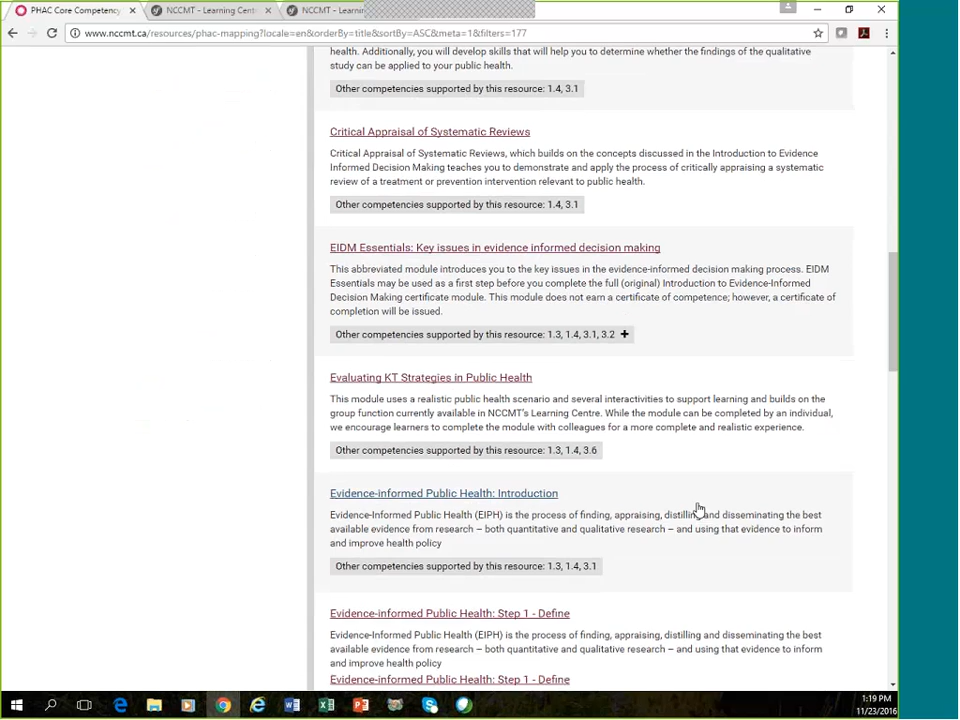 PHAC Core Competency
NCCMT - Learning Cent
NCCMT - Learnin
www.nccmt.ca/resources/phac-mapping?locale=en&orderBy=title&sortBy=ASC&meta=1&filters=177
health. Additionally, you will develop skills that will help you to determine whether the findings of the qualitative
study can be applied to your public health.
Other competencies supported by this resource: 1.4, 3.1
Critical Appraisal of Systematic Reviews
Critical Appraisal of Systematic Reviews, which builds on the concepts discussed in the Introduction to Evidence
Informed Decision Making teaches you to demonstrate and apply the process of critically appraising a systematic
review of a treatment or prevention intervention relevant to public health.
Other competencies supported by this resource: 1.4, 3.1
EIDM Essentials: Key issues in evidence informed decision making
This abbreviated module introduces you to the key issues in the evidence-informed decision making process. EIDM
Essentials may be used as a first step before you complete the full (original) Introduction to Evidence-Informed
Decision Making certificate module. This module does not earn a certificate of competence; however, a certificate of
completion will be issued.
Other competencies supported by this resource: 1.3, 1.4, 3.1, 3.2 +
Evaluating KT Strategies in Public Health
This module uses a realistic public health scenario and several interactivities to support learning and builds on the
group function currently available in NCCMT's Learning Centre. While the module can be completed by an individual,
we encourage learners to complete the module with colleagues for a more complete and realistic experience.
Other competencies supported by this resource: 1.3, 1.4, 3.6
Evidence-informed Public Health: Introduction
Evidence-Informed Public Health (EIPH) is the process of finding, appraising, distilling and disseminating the best
available evidence from research – both quantitative and qualitative research – and using that evidence to inform
and improve health policy
Other competencies supported by this resource: 1.3, 1.4, 3.1
Evidence-informed Public Health: Step 1 - Define
Evidence-Informed Public Health (EIPH) is the process of finding, appraising, distilling and disseminating the best
available evidence from research – both quantitative and qualitative research – and using that evidence to inform
and improve health policy
Evidence-informed Public Health: Step 1 - Define
1:19 PM
11/23/2016